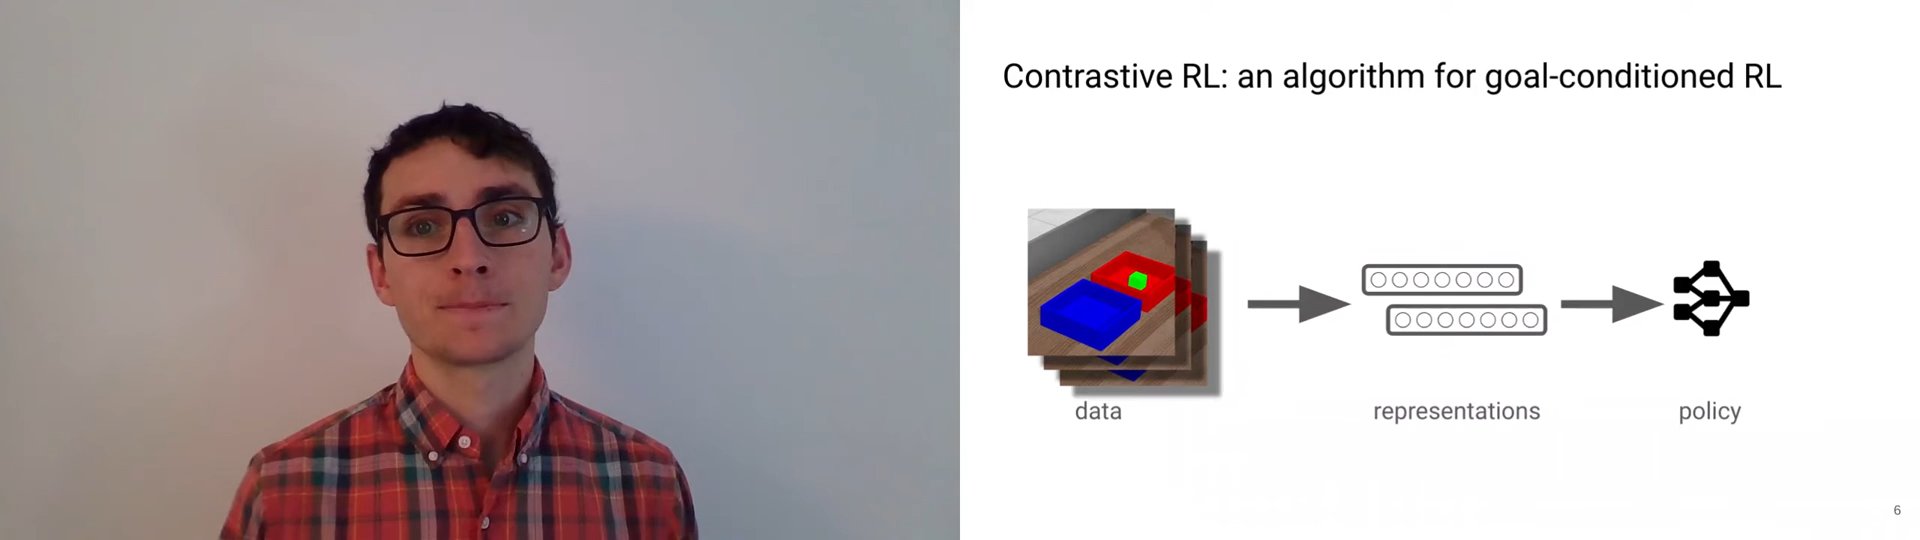 Contrastive RL: an algorithm for goal-conditioned RL
data
representations
policy
6